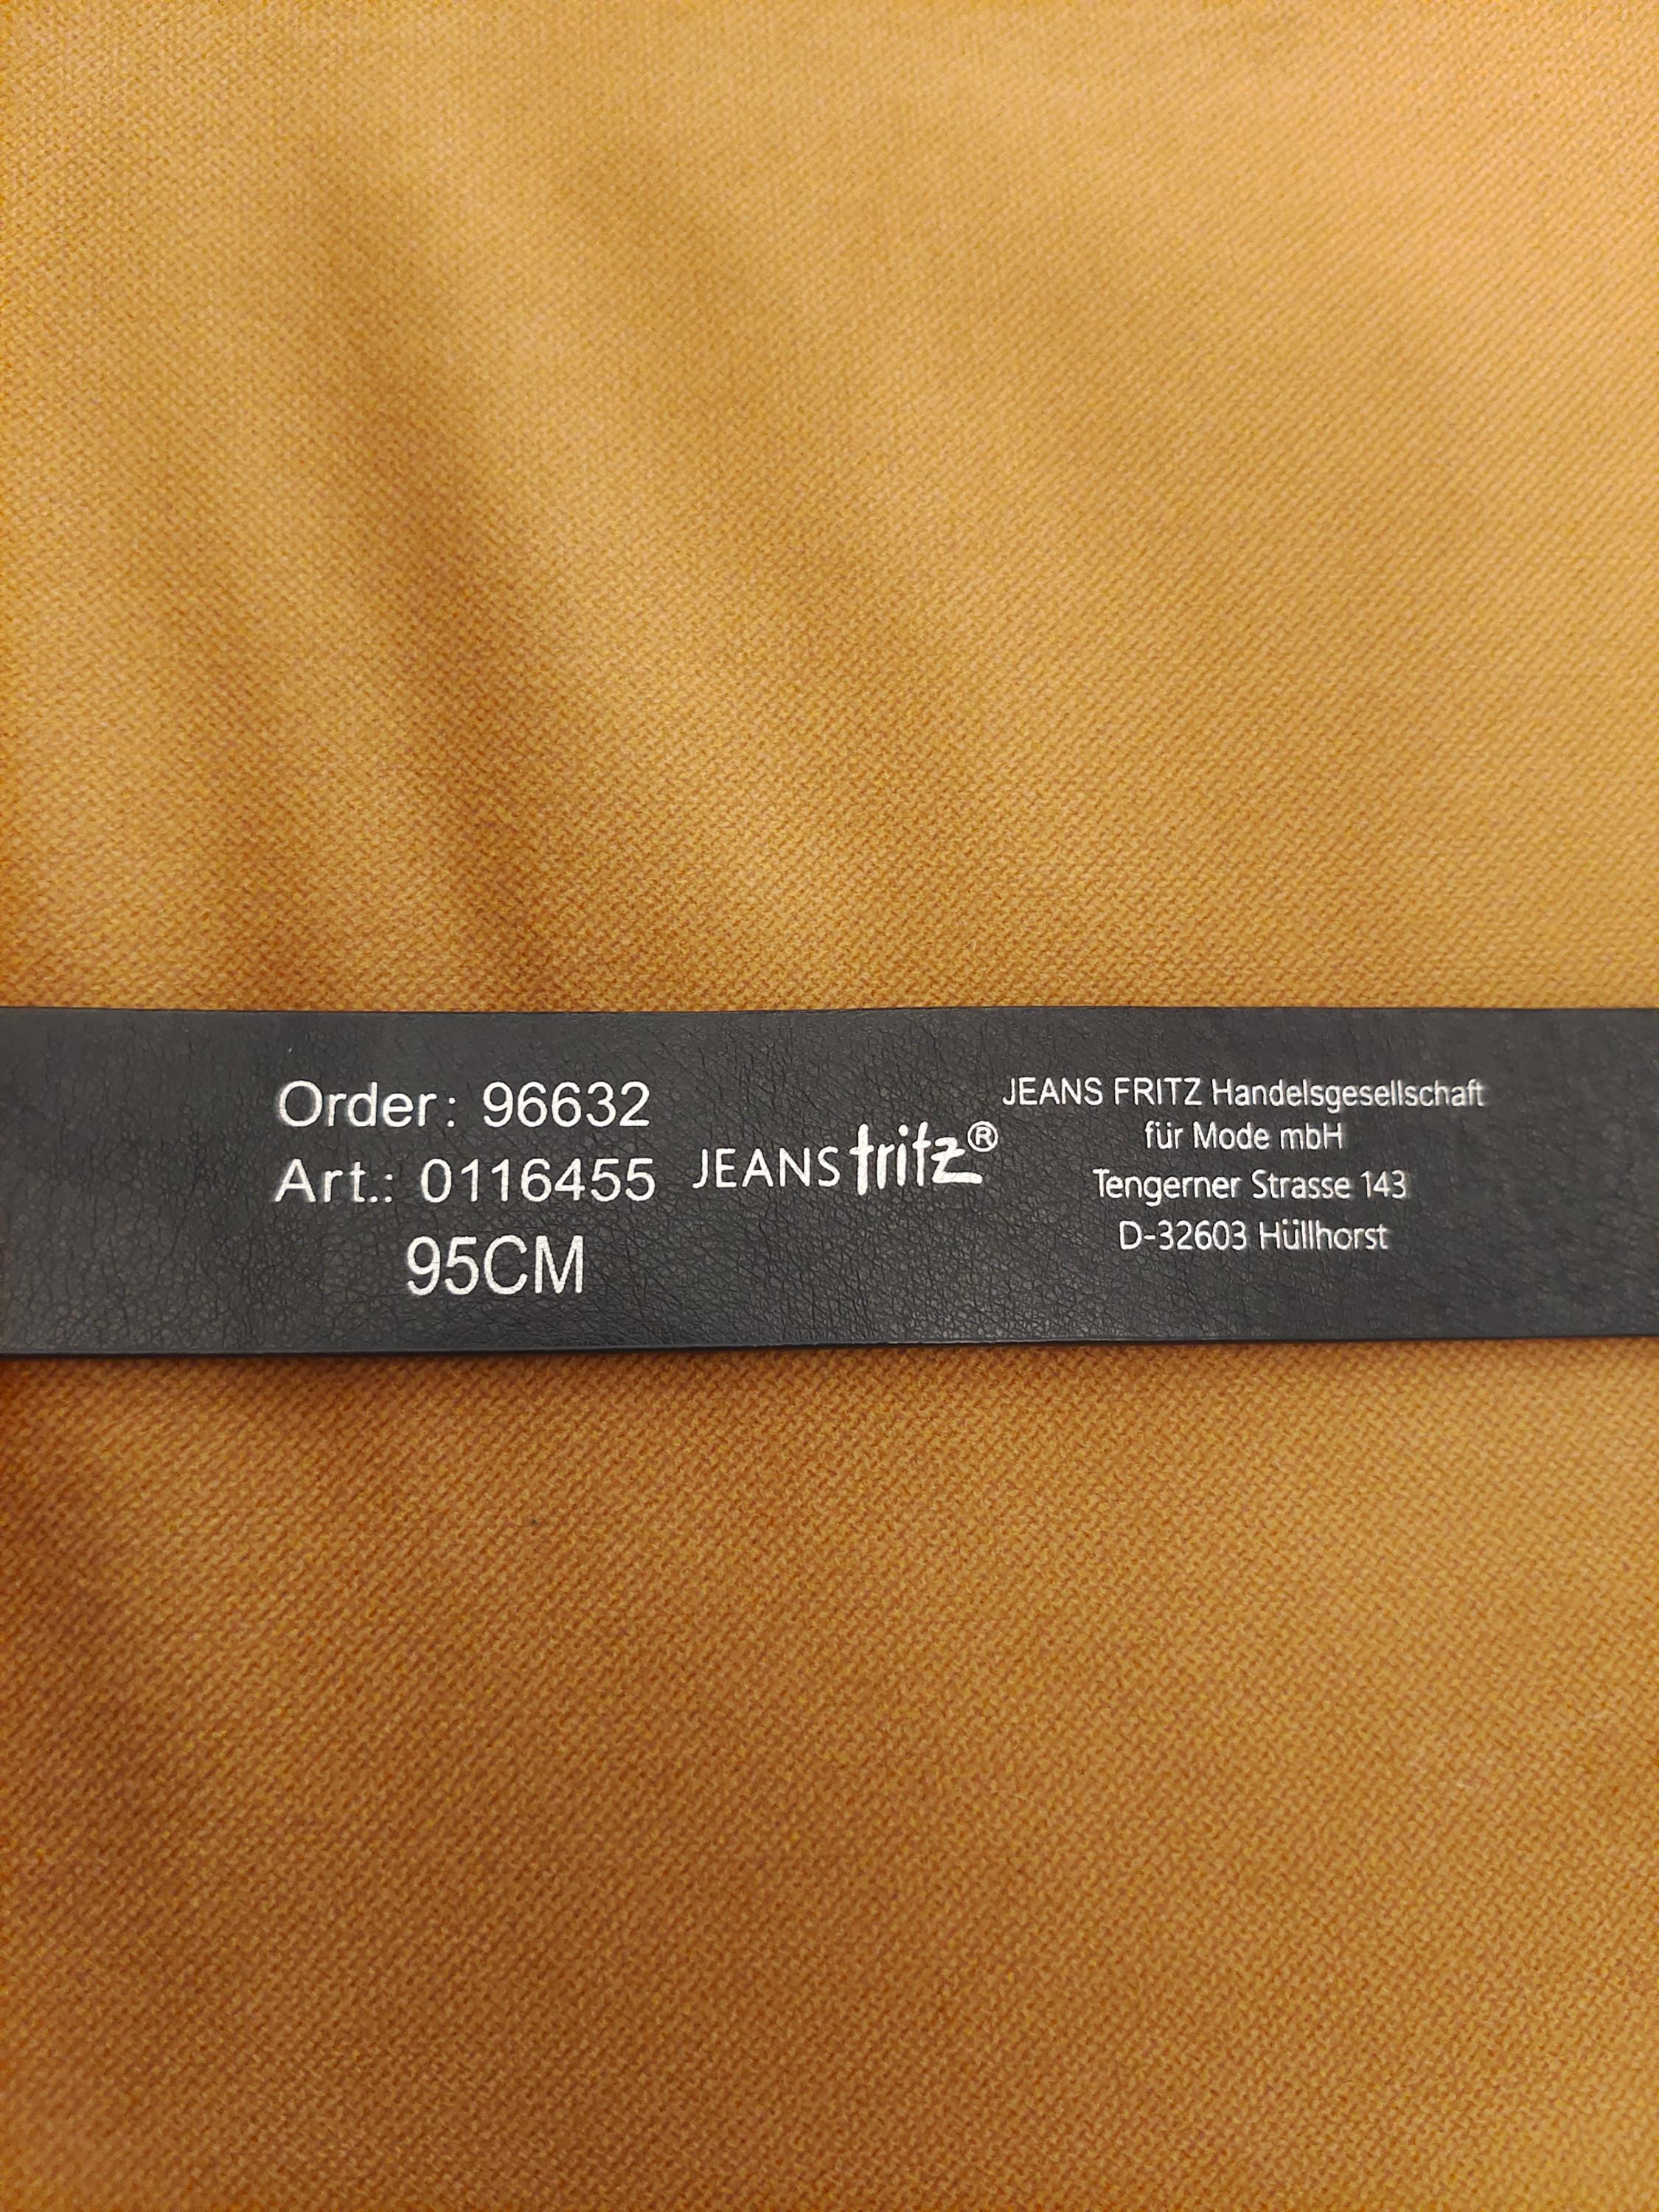 Order: 96632
Art.: 0116455
95CM
JEANS fritz®
JEANS FRITZ Handelsgesellschaft
für Mode mbH
Tengerner Strasse 143
D-32603 Hüllhorst